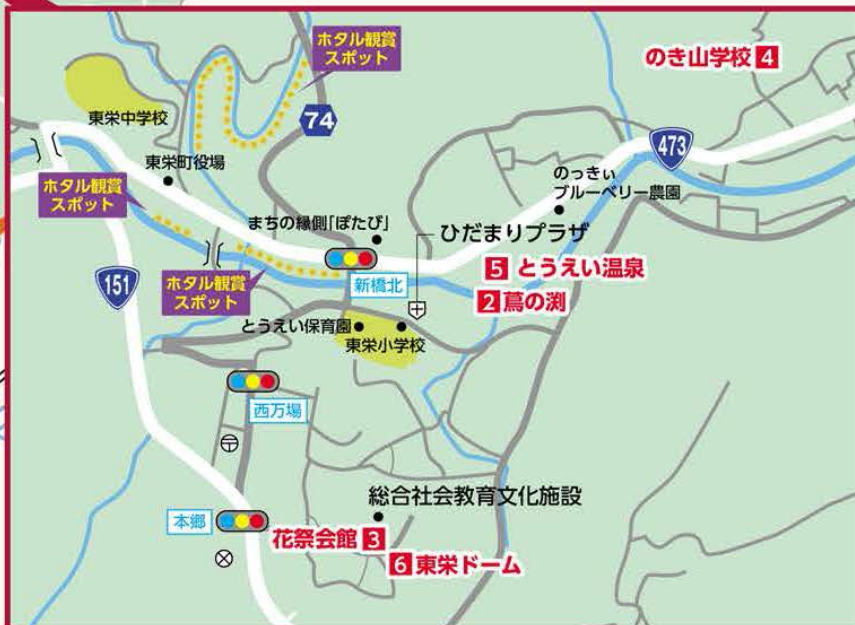 ホタル観賞
スポット
のき山学校 4
東栄中学校
74
473
東栄町役場
のっきぃ
ブルーベリー農園
ホタル観賞
スポット
まちの縁側「ぽたび」
ひだまりプラザ
5 とうえい温泉
151
ホタル観賞
スポット
新橋北
2 蔦の渕
とうえい保育園
東栄小学校
西万場
総合社会教育文化施設
本郷
花祭会館 3
6 東栄ドーム